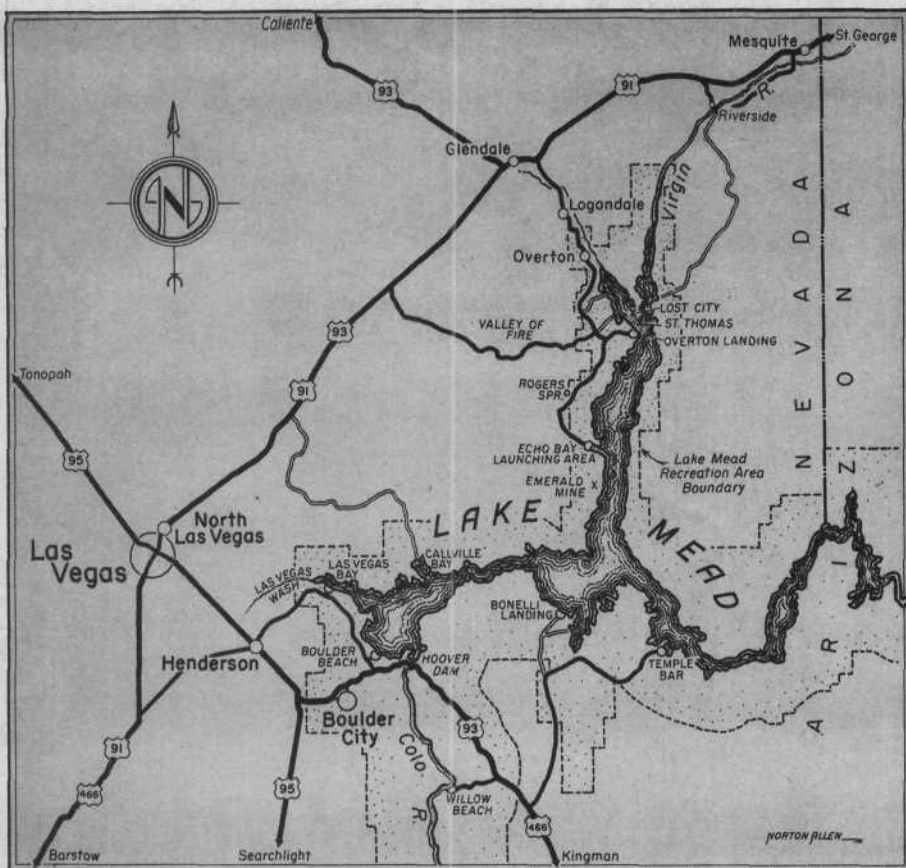 Caliente
93
91
Mesquite
St. George
R.
Riverside
N
Glendale
Virgin
Logandale
Overton
NEVADA
ARIZONA
LOST CITY
ST. THOMAS
OVERTON LANDING
VALLEY OF
FIRE
93
91
Tonopah
95
ROGERS
SPR.
ECHO BAY
LAUNCHING AREA
Lake Mead
Recreation Area
Boundary
EMERALD
MINE
X
LAKE
MEAD
North
Las Vegas
Las
Vegas
LAS VEGAS
WASH
LAS VEGAS
BAY
CALLVILLE
BAY
BONELLI
LANDING
Henderson
BOULDER
BEACH
HOOVER
DAM
TEMPLE
BAR
Boulder
City
Colo.
R.
93
91
466
95
WILLOW
BEACH
466
NORTON ALLEN
Barstow
Searchlight
Kingman